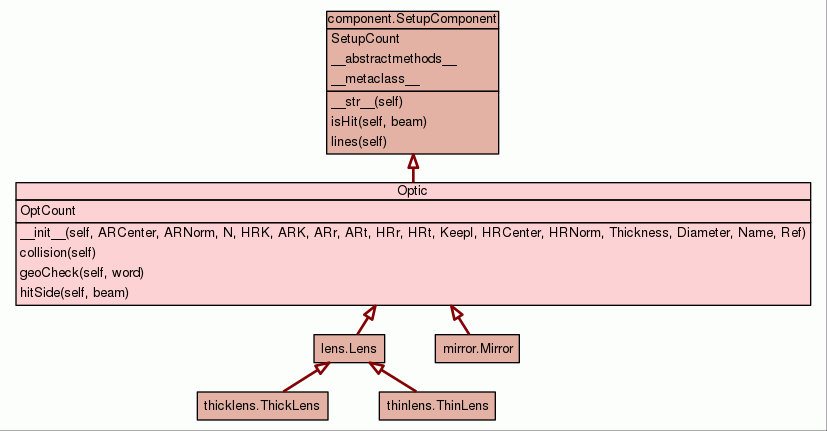 component.SetupComponent
SetupCount
__abstractmethods__
__metaclass__
__str__(self)
isHit(self, beam)
lines(self)
Optic
OptCount
__init__(self, ARCenter, ARNorm, N, HRK, ARK, ARr, ARt, HRr, HRt, KeepI, HRCenter, HRNorm, Thickness, Diameter, Name, Ref)
collision(self)
geoCheck(self, word)
hitSide(self, beam)
lens.Lens
mirror.Mirror
thicklens.ThickLens
thinlens.ThinLens